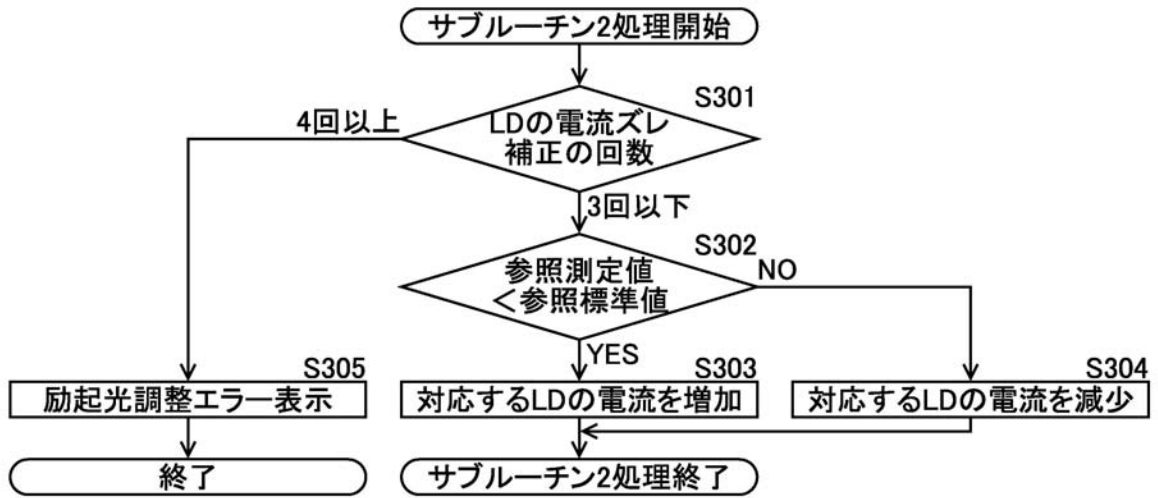 サブルーチン2処理開始
S301
4回以上
LDの電流ズレ
補正の回数
3回以下
S302
参照測定値
<参照標準値
NO
YES
S305
励起光調整エラー表示
S303
対応するLDの電流を増加
S304
対応するLDの電流を減少
終了
サブルーチン2処理終了